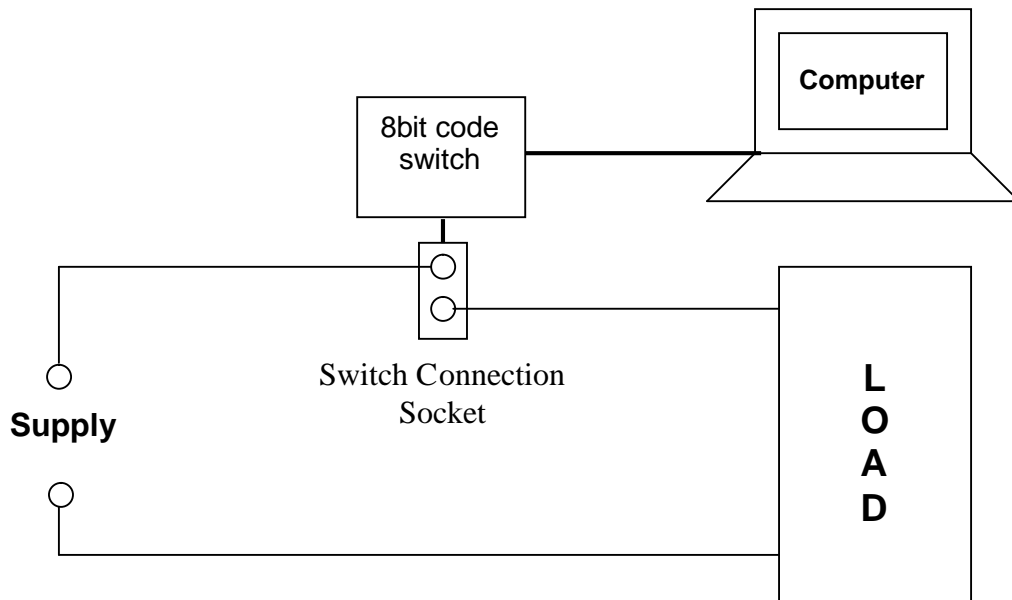 Computer
8bit code
switch
Switch Connection
Socket
Supply
L
O
A
D